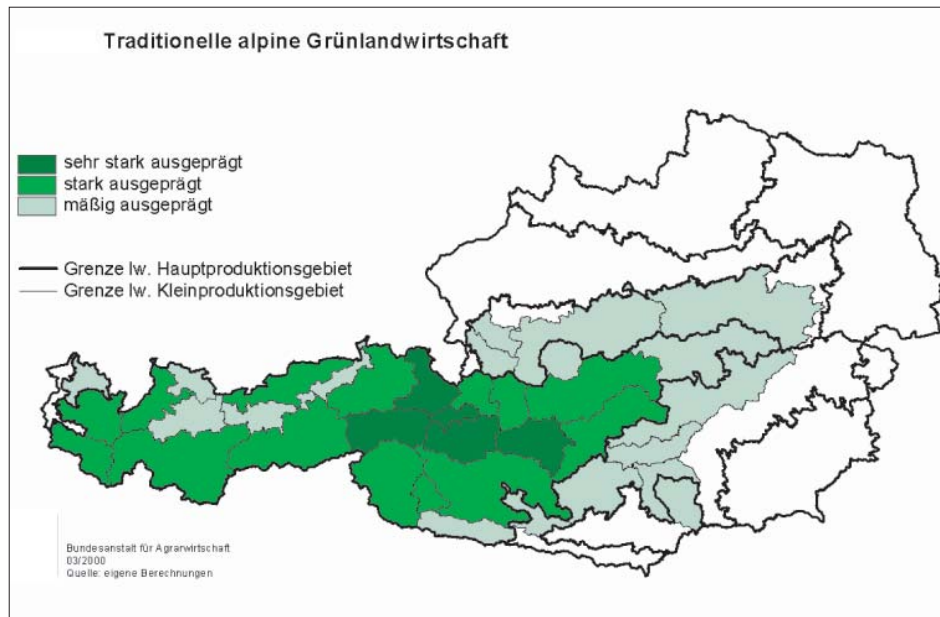 Traditionelle alpine Grünlandwirtschaft
sehr stark ausgeprägt
stark ausgeprägt
mäßig ausgeprägt
Grenze lw. Hauptproduktionsgebiet
Grenze lw. Kleinproduktionsgebiet
Bundesanstalt für Agrarwirtschaft
03/2000
Quelle: eigene Berechnungen